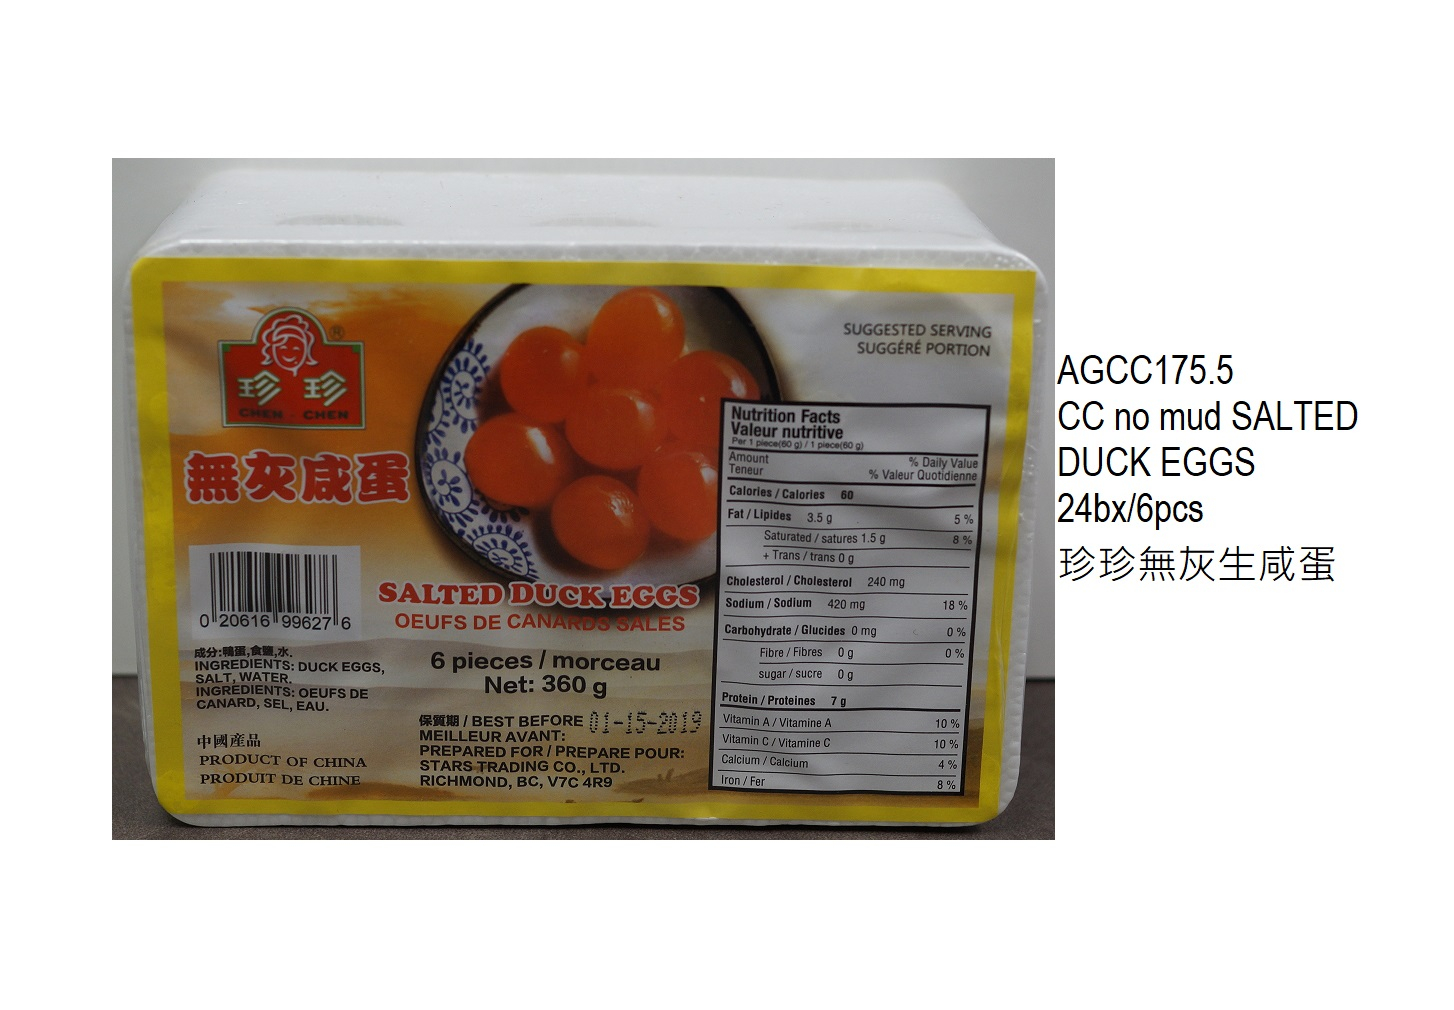 珍 珍 ®
CHEN - CHEN
無灰咸蛋
0 20616 99627 6
成分:鴨蛋,食鹽,水.
INGREDIENTS: DUCK EGGS,
SALT, WATER.
INGREDIENTS: OEUFS DE
CANARD, SEL, EAU.
中國產品
PRODUCT OF CHINA
PRODUIT DE CHINE
SALTED DUCK EGGS
OEUFS DE CANARDS SALES
6 pieces / morceau
Net: 360 g
保質期 / BEST BEFORE 01-15-2019
MEILLEUR AVANT:
PREPARED FOR / PREPARE POUR:
STARS TRADING CO., LTD.
RICHMOND, BC, V7C 4R9
SUGGESTED SERVING
SUGGÉRÉ PORTION
Nutrition Facts
Valeur nutritive
Per 1 piece(60 g) / 1 piece(60 g)
Amount % Daily Value
Teneur % Valeur Quotidienne
Calories / Calories 60
Fat / Lipides 3.5 g 5 %
Saturated / satures 1.5 g 8 %
+ Trans / trans 0 g
Cholesterol / Cholesterol 240 mg
Sodium / Sodium 420 mg 18 %
Carbohydrate / Glucides 0 mg 0 %
Fibre / Fibres 0 g 0 %
sugar / sucre 0 g
Protein / Proteines 7 g
Vitamin A / Vitamine A 10 %
Vitamin C / Vitamine C 10 %
Calcium / Calcium 4 %
Iron / Fer 8 %
AGCC175.5
CC no mud SALTED
DUCK EGGS
24bx/6pcs
珍珍無灰生咸蛋